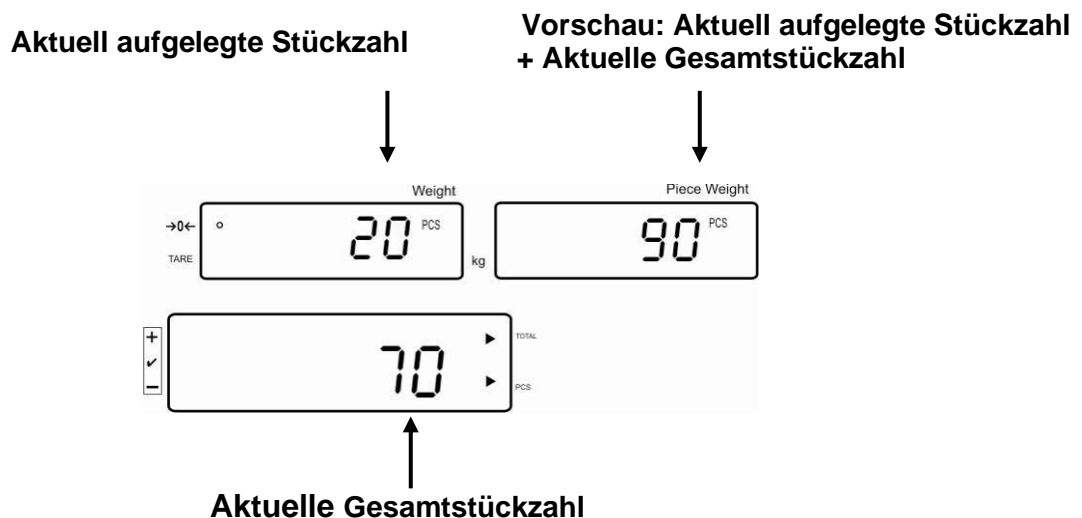 Aktuell aufgelegte Stückzahl
Vorschau: Aktuell aufgelegte Stückzahl
+ Aktuelle Gesamtstückzahl
Weight
Piece Weight
→0←
TARE
20 PCS
kg
90 PCS
+
✔
−
70
▶ TOTAL
▶ PCS
Aktuelle Gesamtstückzahl